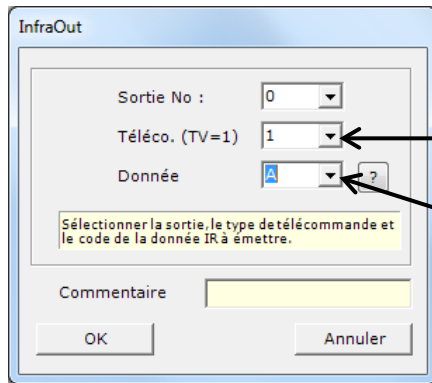 InfraOut
Sortie No : 0
Téléco. (TV=1) 1
Donnée A ?
Sélectionner la sortie,le type de télécommande et
le code de la donnée IR à émettre.
Commentaire
OK Annuler